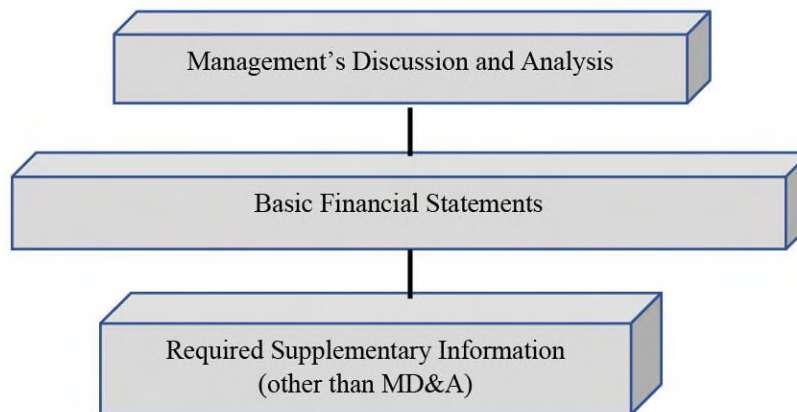 Management’s Discussion and Analysis
Basic Financial Statements
Required Supplementary Information
(other than MD&A)